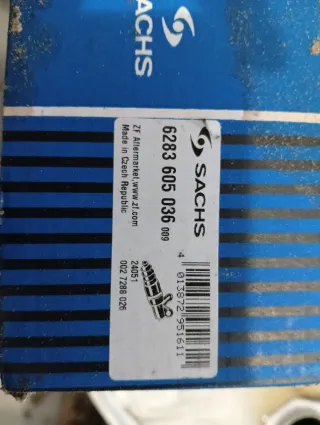 SACHS
SACHS
6283 605 036 009
ZF Aftermarket, www.zf.com
Made in Czech Republic
24051
002 7288 026
4 013872 951611